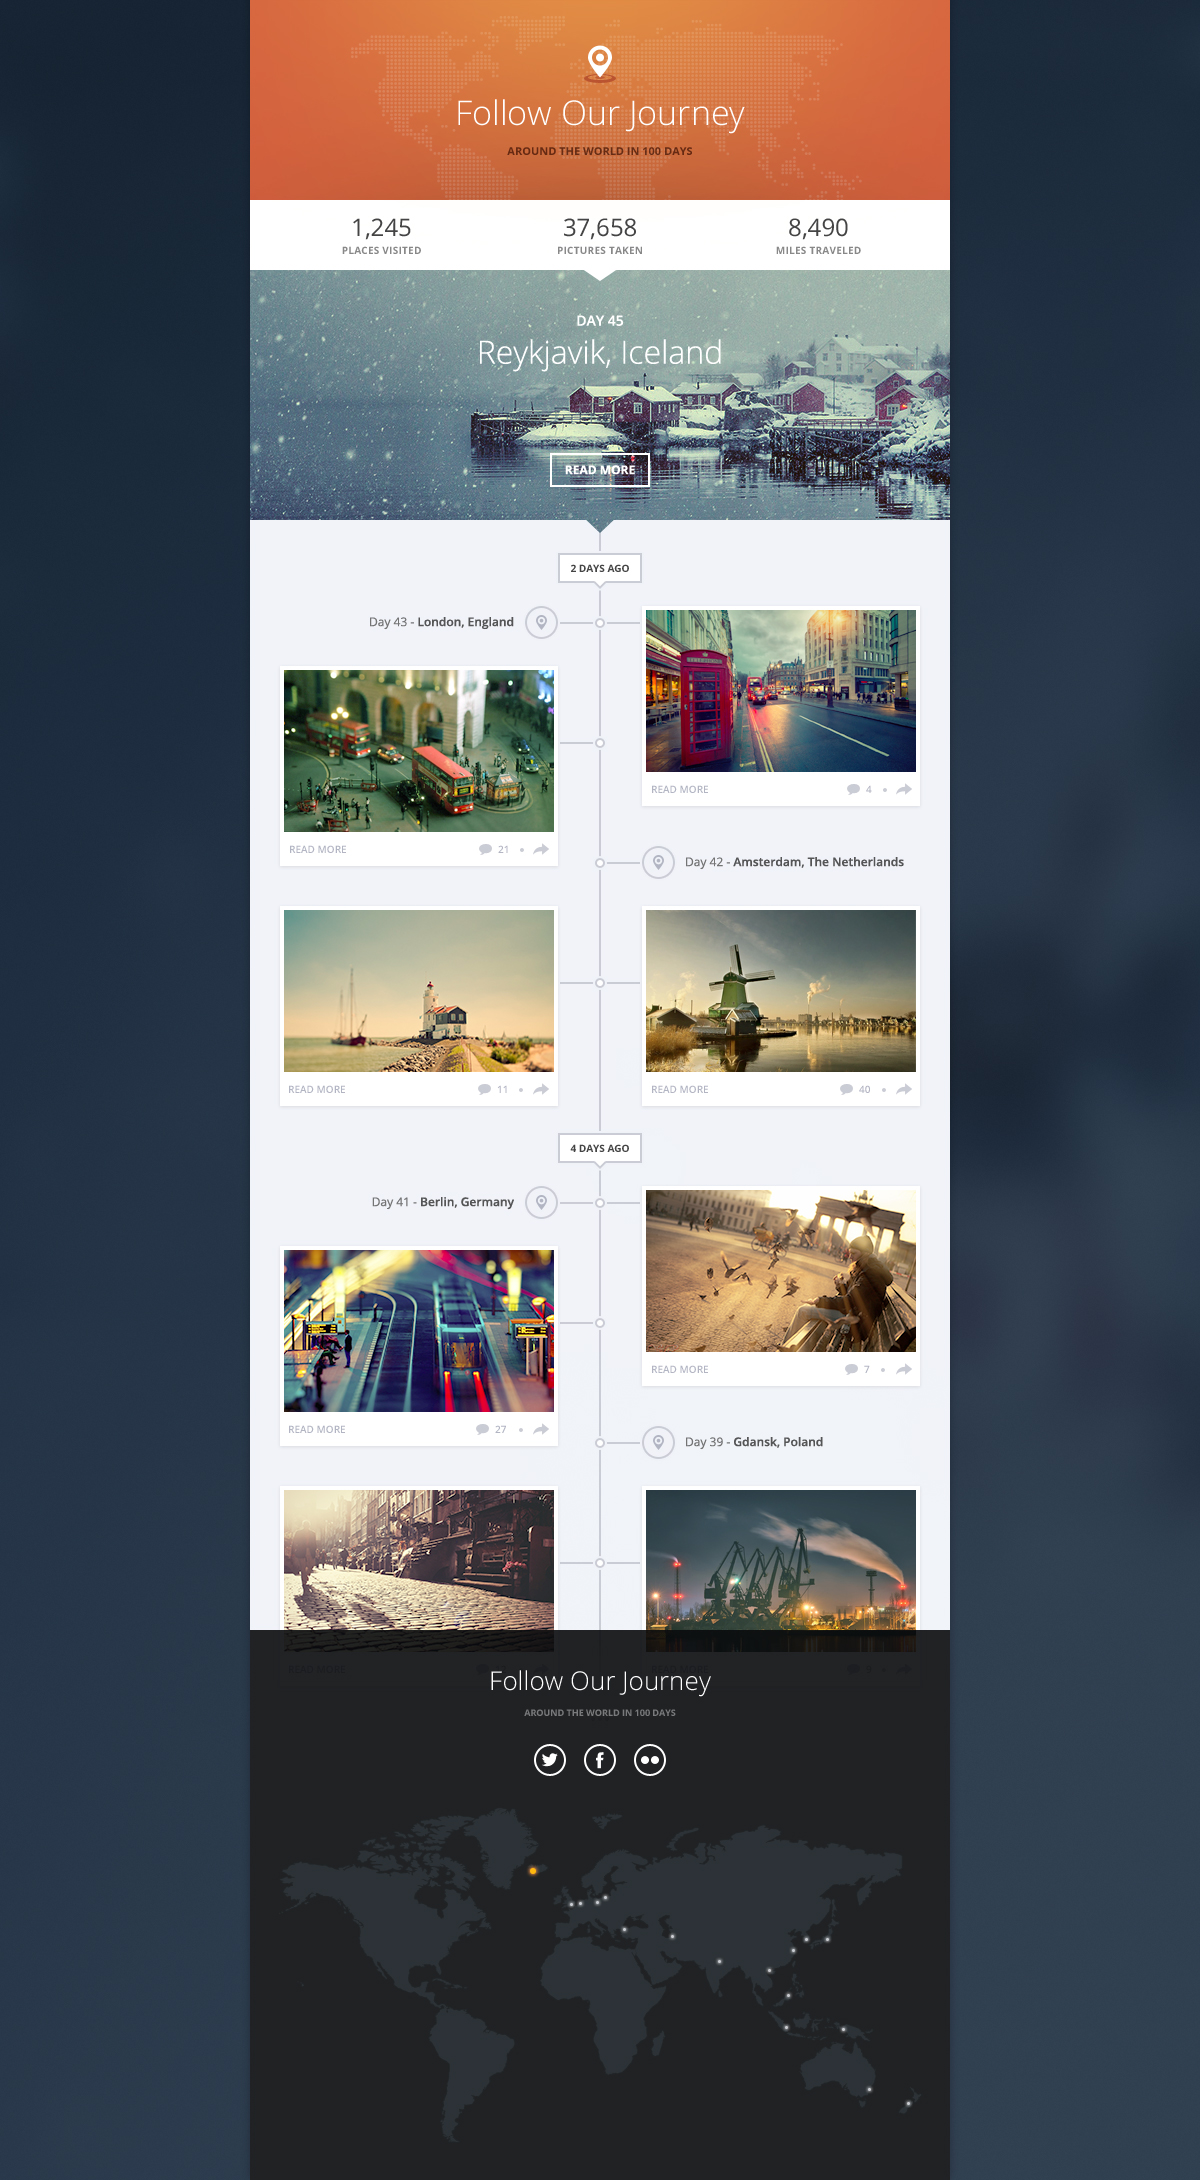 Follow Our Journey
AROUND THE WORLD IN 100 DAYS
1,245
PLACES VISITED
37,658
PICTURES TAKEN
8,490
MILES TRAVELED
DAY 45
Reykjavik, Iceland
READ MORE
2 DAYS AGO
Day 43 - London, England
READ MORE
4
READ MORE
21
Day 42 - Amsterdam, The Netherlands
READ MORE
11
READ MORE
40
4 DAYS AGO
Day 41 - Berlin, Germany
READ MORE
7
READ MORE
27
Day 39 - Gdansk, Poland
READ MORE
Follow Our Journey
AROUND THE WORLD IN 100 DAYS